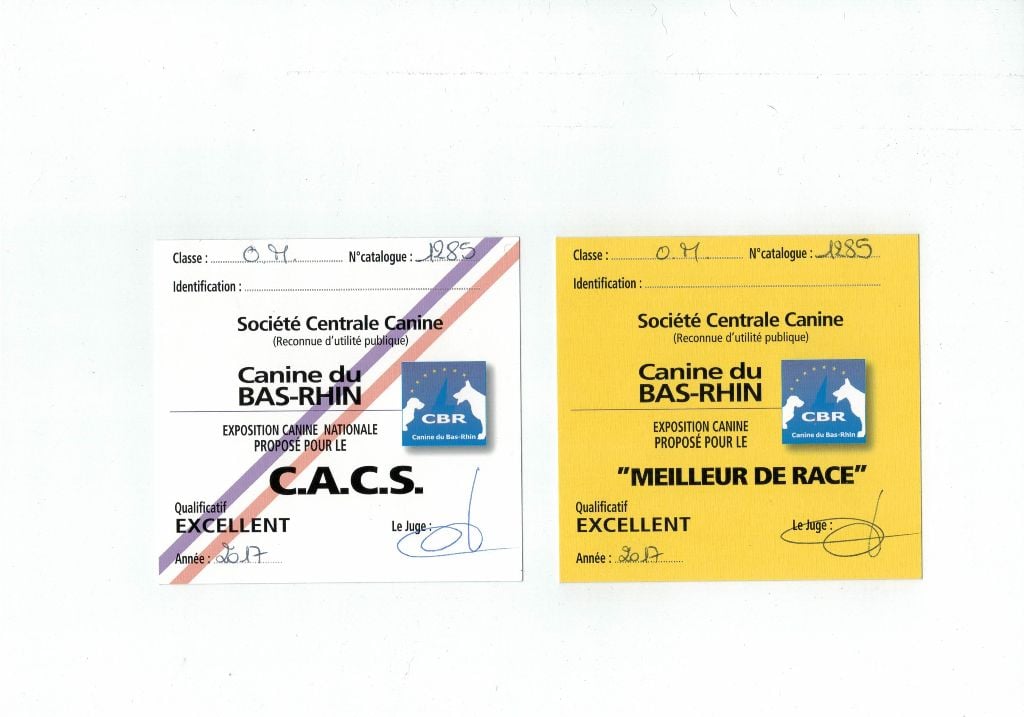 Classe : O.M. N°catalogue : 1285
Identification :
Société Centrale Canine
(Reconnue d'utilité publique)
Canine du
BAS-RHIN
CBR
Canine du Bas-Rhin
EXPOSITION CANINE NATIONALE
PROPOSÉ POUR LE
C.A.C.S.
Qualificatif
EXCELLENT
Le Juge :
Année : 2017
Classe : O.M. N°catalogue : 1285
Identification :
Société Centrale Canine
(Reconnue d'utilité publique)
Canine du
BAS-RHIN
CBR
Canine du Bas-Rhin
EXPOSITION CANINE
PROPOSÉ POUR LE
"MEILLEUR DE RACE"
Qualificatif
EXCELLENT
Le Juge :
Année : 2017